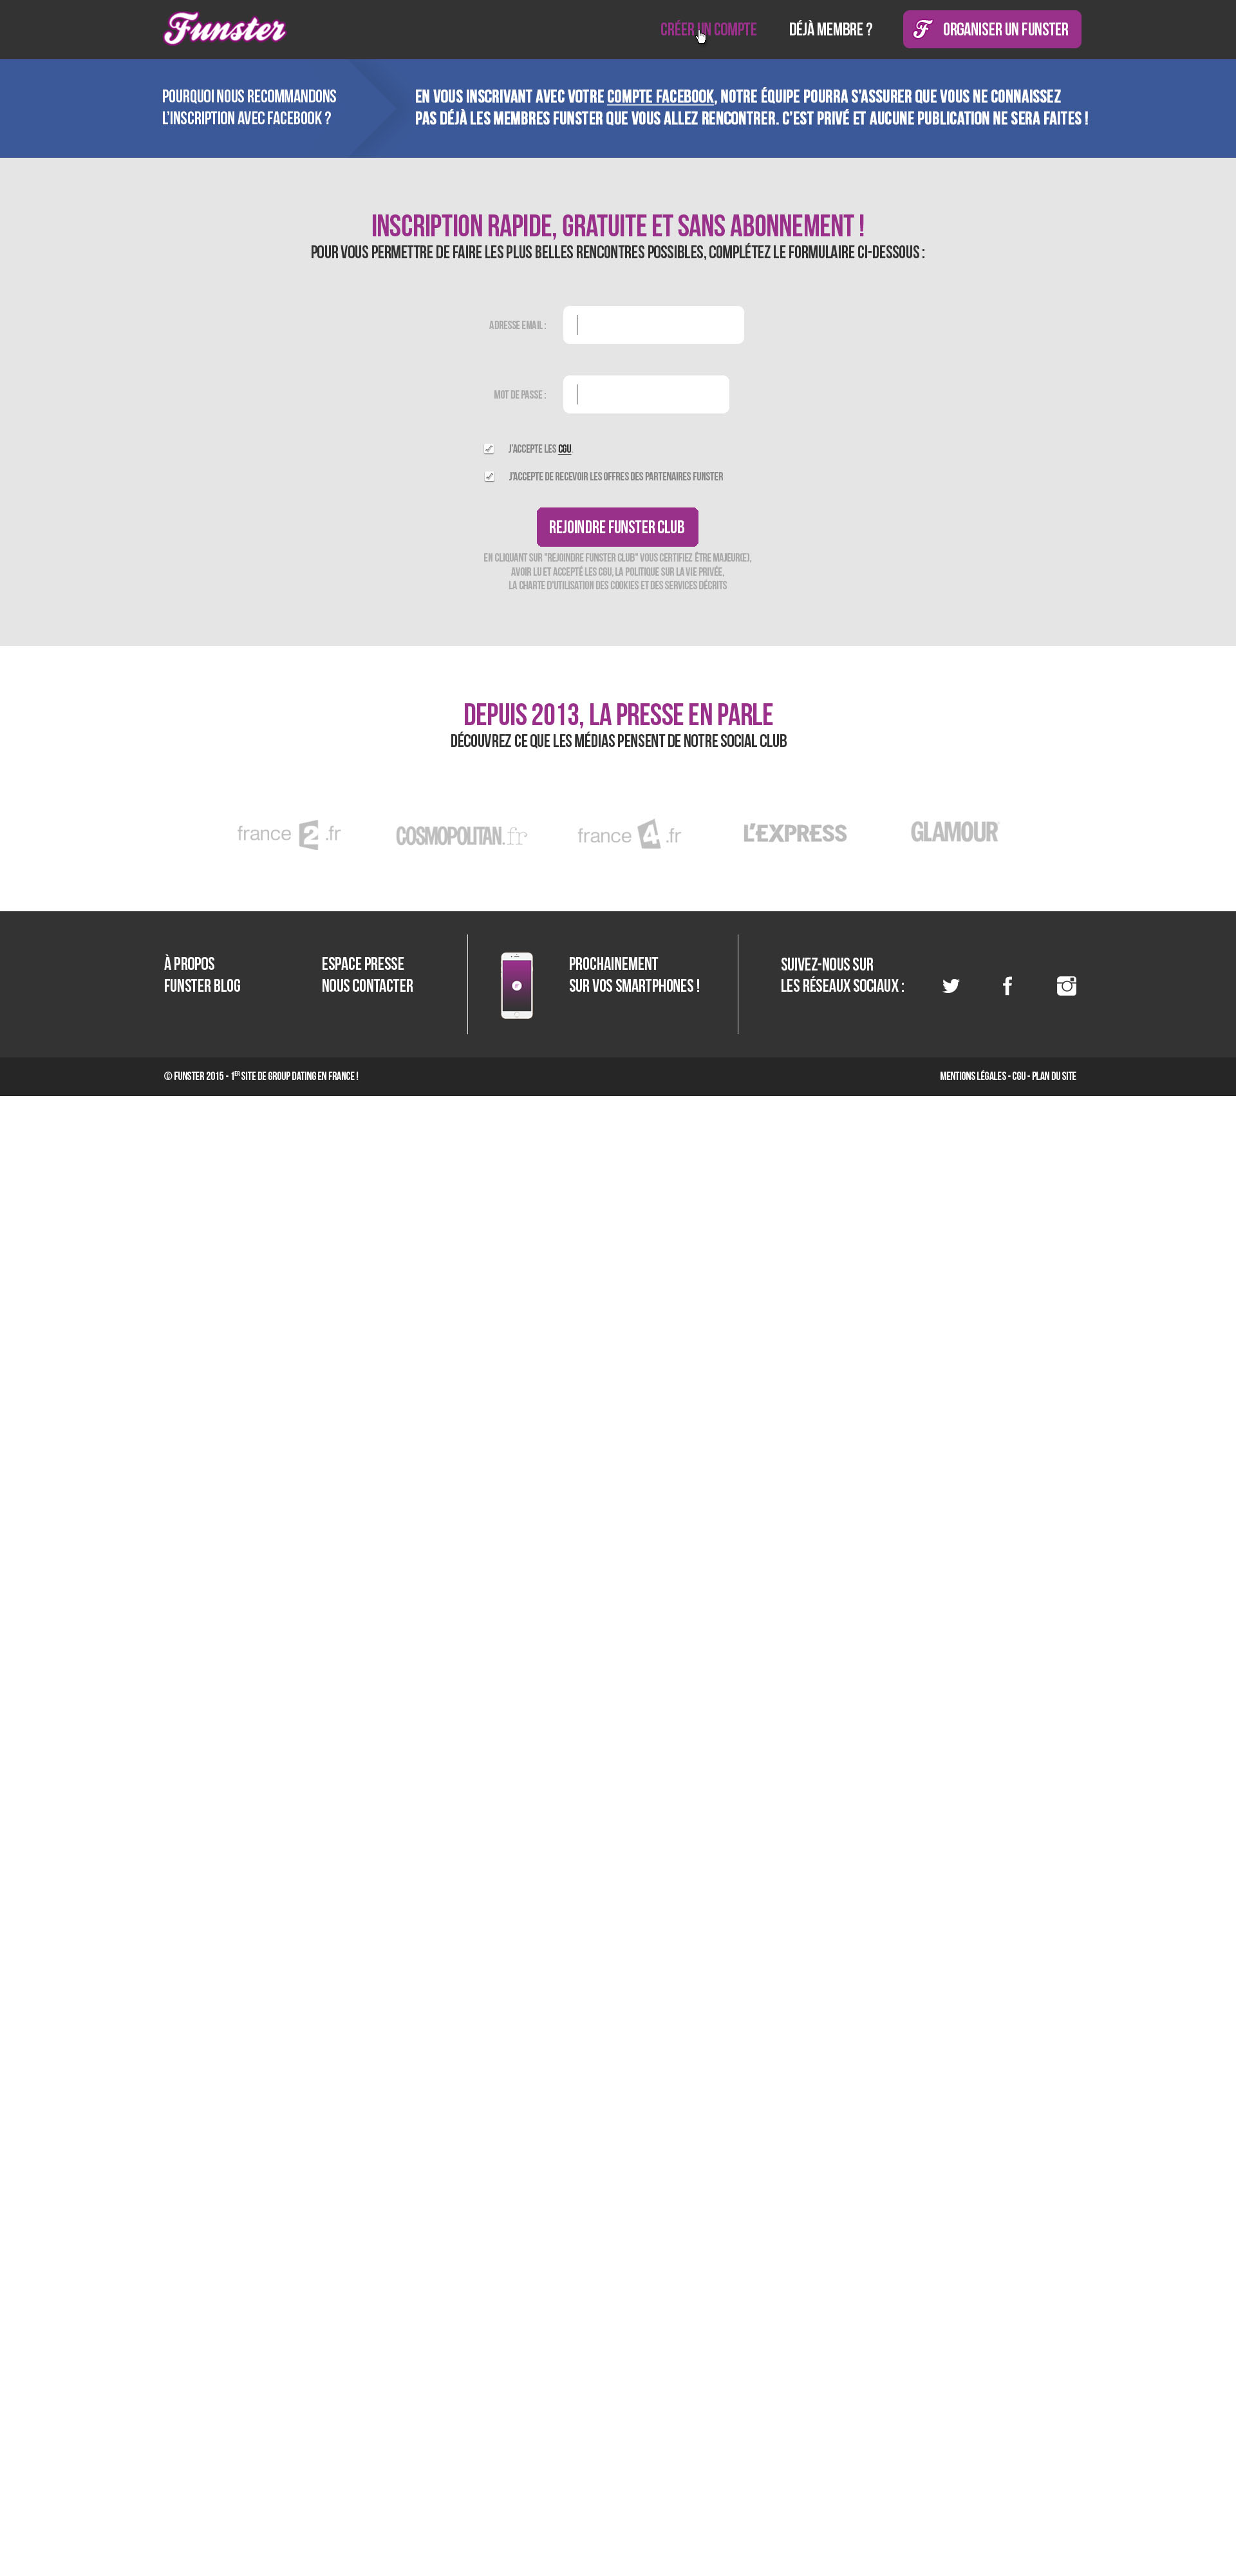 Funster
CRÉER UN COMPTE
DÉJÀ MEMBRE ?
F ORGANISER UN FUNSTER
POURQUOI NOUS RECOMMANDONS
L'INSCRIPTION AVEC FACEBOOK ?
EN VOUS INSCRIVANT AVEC VOTRE COMPTE FACEBOOK, NOTRE ÉQUIPE POURRA S'ASSURER QUE VOUS NE CONNAISSEZ
PAS DÉJÀ LES MEMBRES FUNSTER QUE VOUS ALLEZ RENCONTRER. C'EST PRIVÉ ET AUCUNE PUBLICATION NE SERA FAITES !
INSCRIPTION RAPIDE, GRATUITE ET SANS ABONNEMENT !
POUR VOUS PERMETTRE DE FAIRE LES PLUS BELLES RENCONTRES POSSIBLES, COMPLÉTEZ LE FORMULAIRE CI-DESSOUS :
ADRESSE EMAIL :
MOT DE PASSE :
J'ACCEPTE LES CGU
J'ACCEPTE DE RECEVOIR LES OFFRES DES PARTENAIRES FUNSTER
REJOINDRE FUNSTER CLUB
EN CLIQUANT SUR "REJOINDRE FUNSTER CLUB" VOUS CERTIFIEZ ÊTRE MAJEUR(E),
AVOIR LU ET ACCEPTÉ LES CGU, LA POLITIQUE SUR LA VIE PRIVÉE,
LA CHARTE D'UTILISATION DES COOKIES ET DES SERVICES DÉCRITS
DEPUIS 2013, LA PRESSE EN PARLE
DÉCOUVREZ CE QUE LES MÉDIAS PENSENT DE NOTRE SOCIAL CLUB
france 2 .fr
COSMOPOLITAN.fr
france 4 .fr
L'EXPRESS
GLAMOUR
À PROPOS
FUNSTER BLOG
ESPACE PRESSE
NOUS CONTACTER
PROCHAINEMENT
SUR VOS SMARTPHONES !
SUIVEZ-NOUS SUR
LES RÉSEAUX SOCIAUX :
© FUNSTER 2015 - 1ER SITE DE GROUP DATING EN FRANCE !
MENTIONS LÉGALES - CGU - PLAN DU SITE